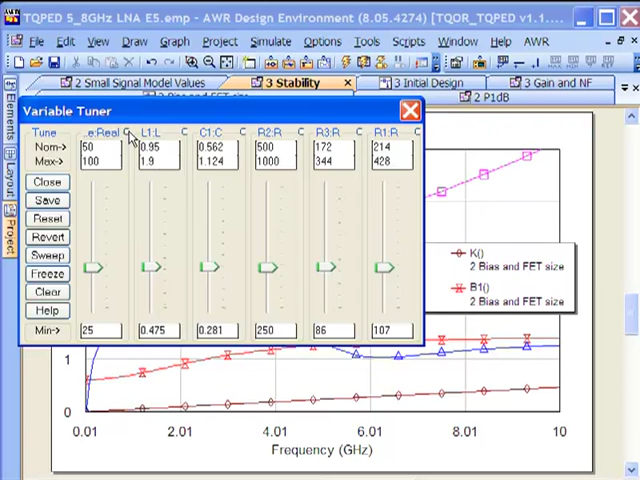 TQPED 5_8GHz LNA E5.emp - AWR Design Environment (8.05.4274) [TQOR_TQPED v1.1....
File Edit View Draw Graph Project Simulate Options Tools Scripts Window Help AWR
2 Small Signal Model Values 3 Stability 3 Initial Design 3 Gain and NF
2 P1dB
Elements
Layout
Project
Variable Tuner
Tune ..e:Real L1:L C1:C R2:R R3:R R1:R
Nom-> 50 0.95 0.562 500 172 214
Max-> 100 1.9 1.124 1000 344 428
Close
Save
Reset
Revert
Sweep
Freeze
Clear
Help
Min-> 25 0.475 0.281 250 86 107
K()
2 Bias and FET size
B1()
2 Bias and FET size
1
0
0.01 2.01 4.01 6.01 8.01 10
Frequency (GHz)